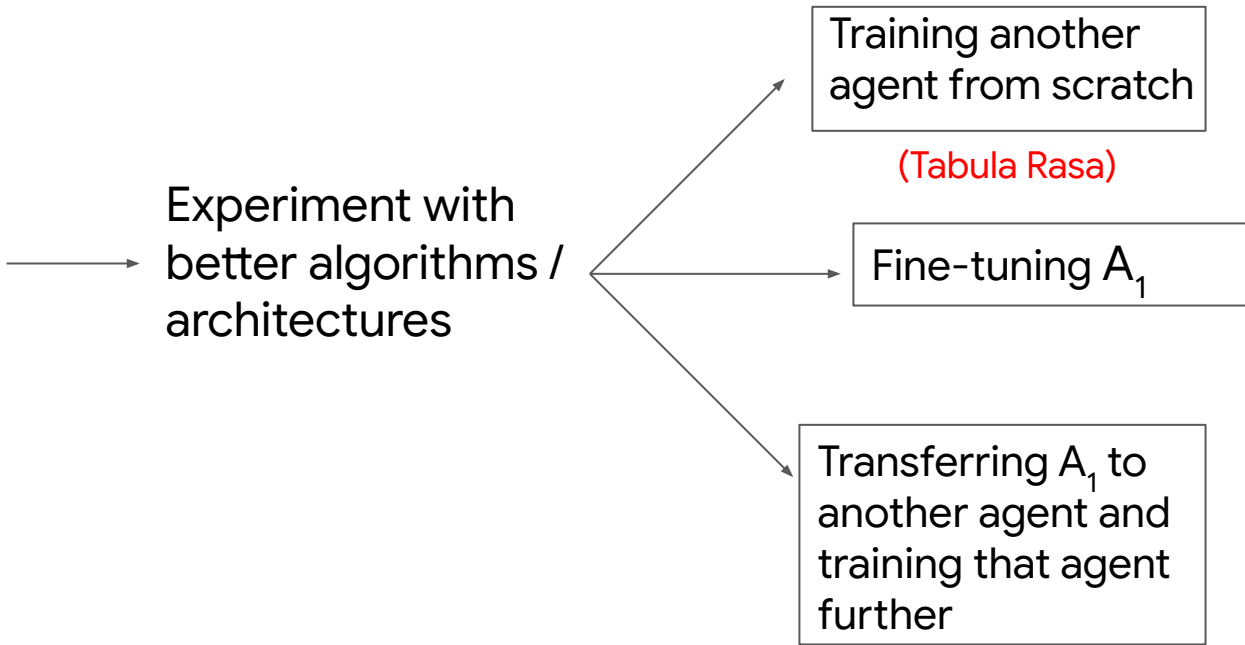 Experiment with
better algorithms /
architectures
Training another
agent from scratch
(Tabula Rasa)
Fine-tuning A₁
Transferring A₁ to
another agent and
training that agent
further